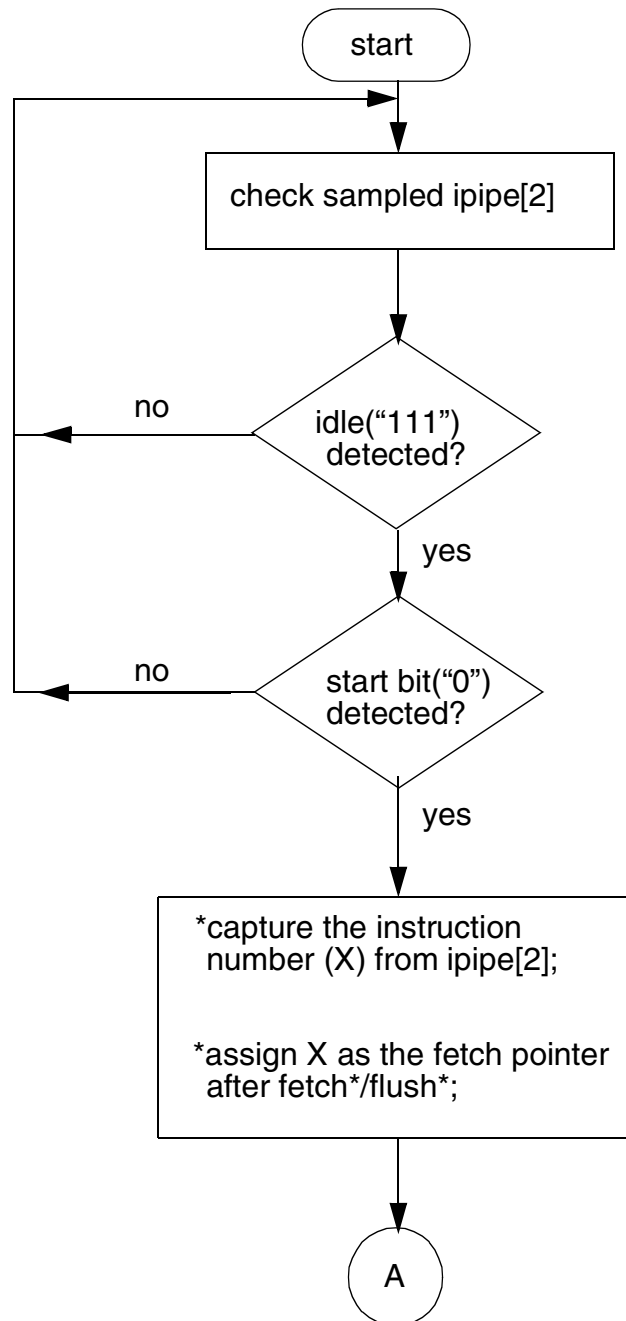 start
check sampled ipipe[2]
no
idle(“111”)
detected?
yes
no
start bit(“0”)
detected?
yes
*capture the instruction
number (X) from ipipe[2];
*assign X as the fetch pointer
after fetch*/flush*;
A